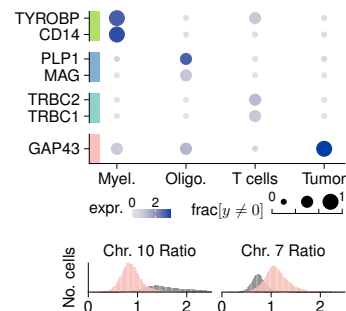 TYROBP
CD14
PLP1
MAG
TRBC2
TRBC1
GAP43
Myel. Oligo. T cells Tumor
expr. 0 2 frac[y ≠ 0] 0 1
Chr. 10 Ratio Chr. 7 Ratio
No. cells
0 1 2 0 1 2